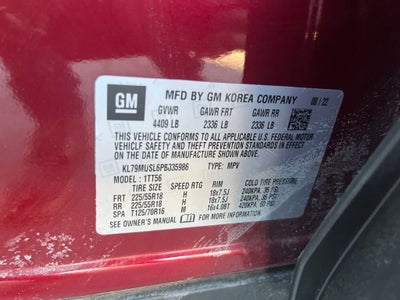 GM
MFD BY GM KOREA COMPANY 08/22
GVWR GAWR FRT GAWR RR
4409 LB 2336 LB 2336 LB
THIS VEHICLE CONFORMS TO ALL APPLICABLE U.S. FEDERAL MOTOR
VEHICLE SAFETY AND THEFT PREVENTION STANDARDS IN EFFECT
ON THE DATE OF MANUFACTURE SHOWN ABOVE.
KL79MUSL6PB335986 TYPE: MPV
MODEL: 1TT56
TIRE SIZE SPEED RTG RIM COLD TIRE PRESSURE
FRT 225/55R18 H 18x7.5J 240KPA, 35 PSI
RR 225/55R18 H 18x7.5J 240KPA, 35 PSI
SPA T125/70R16 M 16x4.0BT 420KPA, 60 PSI
SEE OWNER'S MANUAL FOR ADDITIONAL INFORMATION.